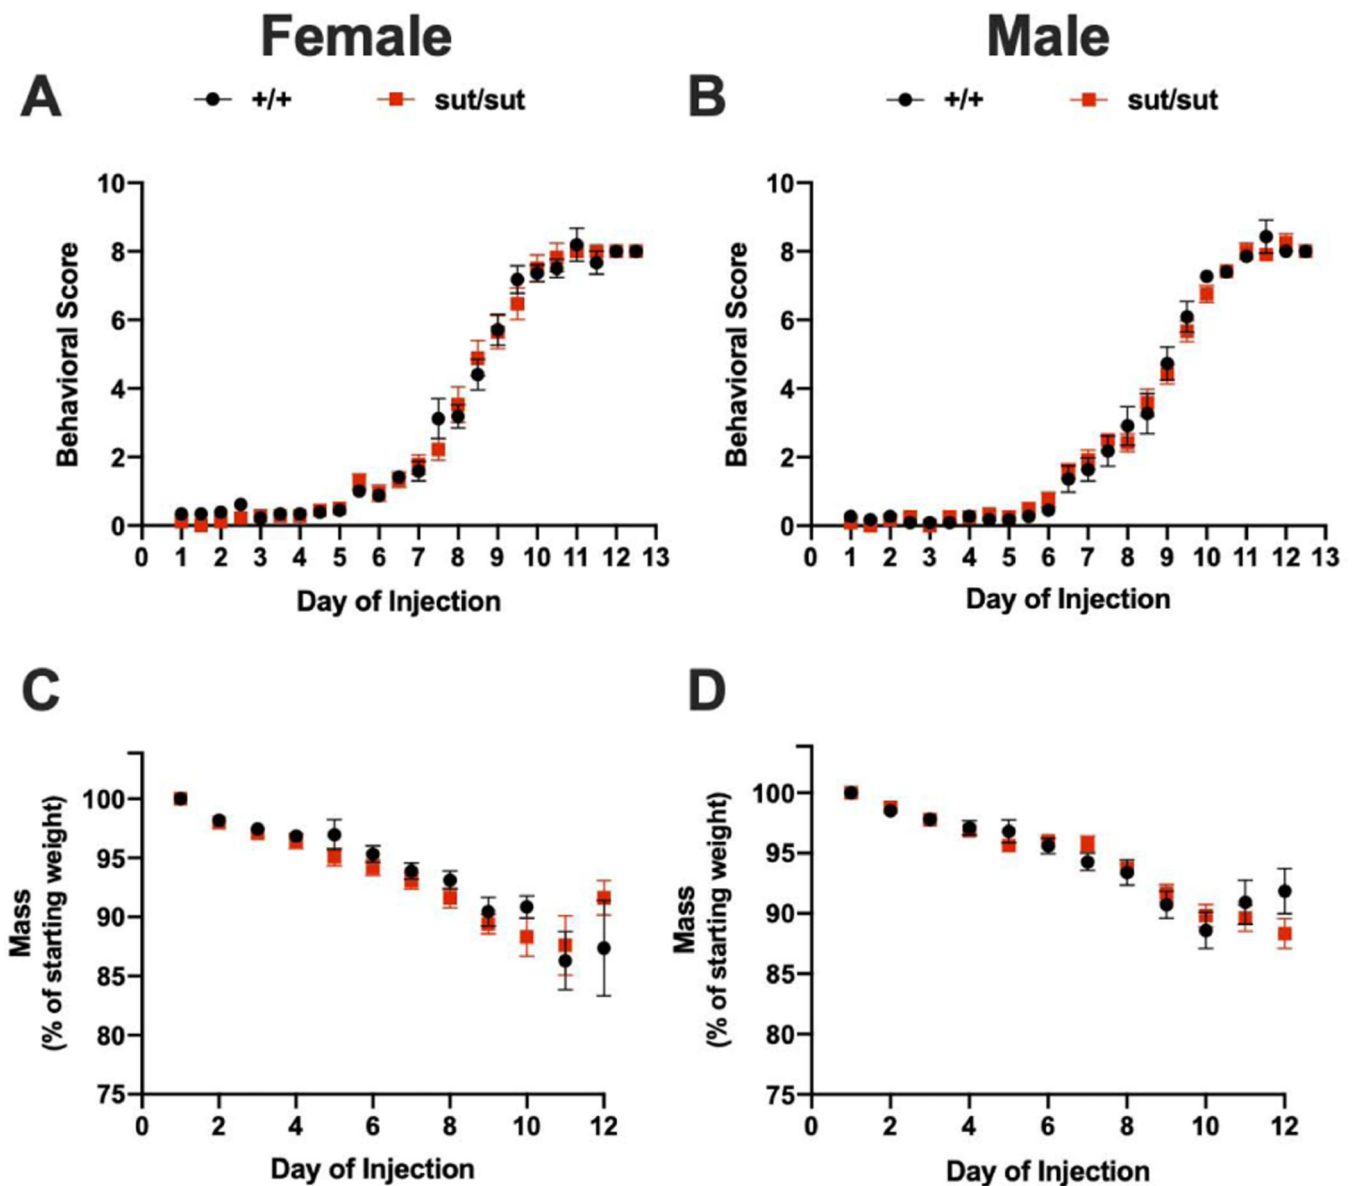 Female
Male
A
+/+
sut/sut
B
+/+
sut/sut
10
8
6
4
2
0
Behavioral Score
0 1 2 3 4 5 6 7 8 9 10 11 12 13
Day of Injection
10
8
6
4
2
0
Behavioral Score
0 1 2 3 4 5 6 7 8 9 10 11 12 13
Day of Injection
C
Mass
(% of starting weight)
100
95
90
85
80
75
0 2 4 6 8 10 12
Day of Injection
D
Mass
(% of starting weight)
100
95
90
85
80
75
0 2 4 6 8 10 12
Day of Injection